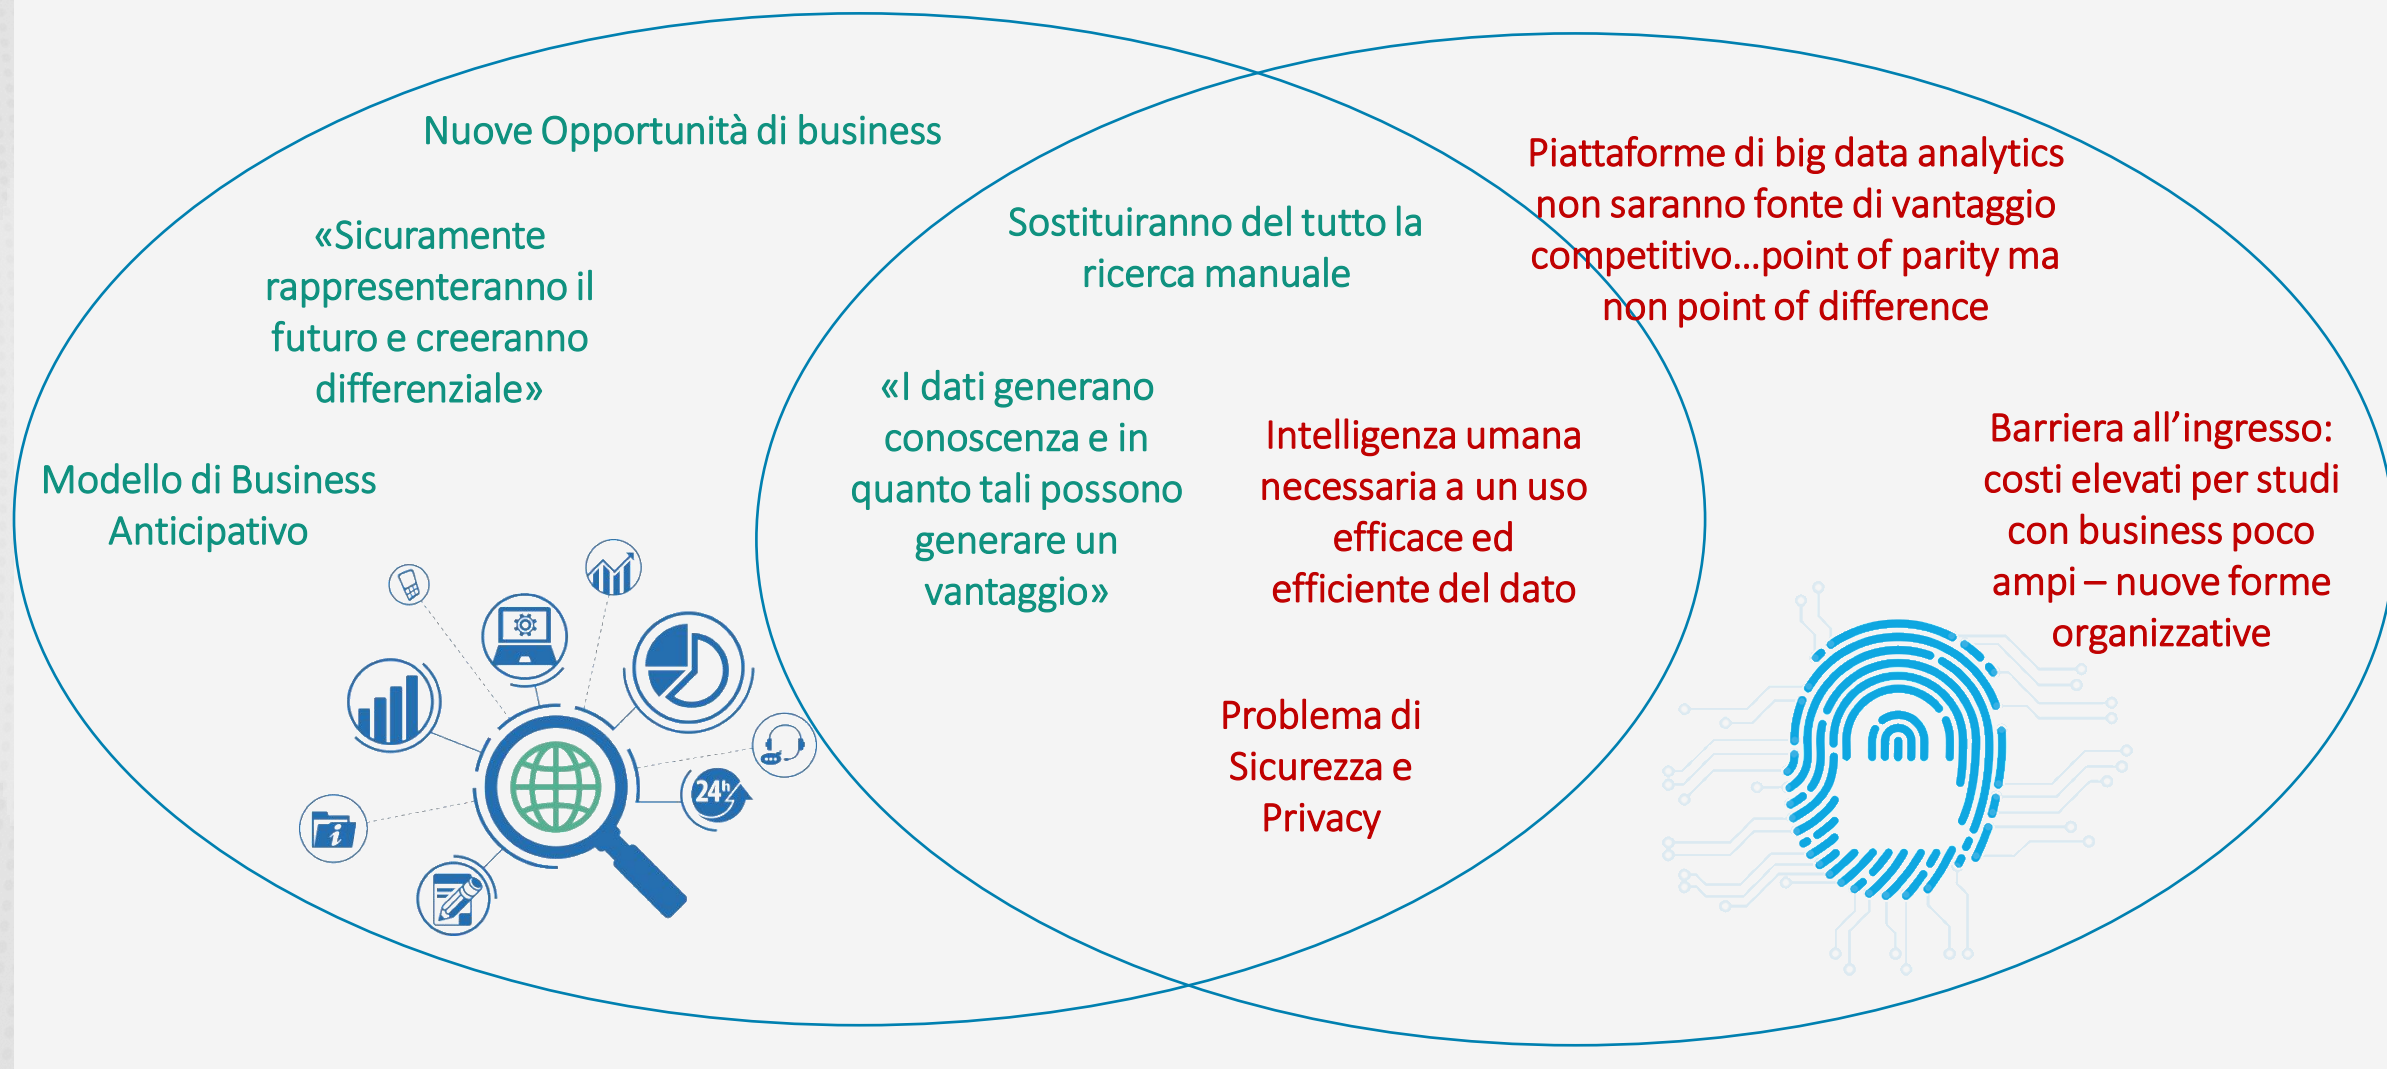 Nuove Opportunità di business
«Sicuramente
rappresenteranno il
futuro e creeranno
differenziale»
Modello di Business
Anticipativo
Sostituiranno del tutto la
ricerca manuale
«I dati generano
conoscenza e in
quanto tali possono
generare un
vantaggio»
Intelligenza umana
necessaria a un uso
efficace ed
efficiente del dato
Problema di
Sicurezza e
Privacy
Piattaforme di big data analytics
non saranno fonte di vantaggio
competitivo...point of parity ma
non point of difference
Barriera all’ingresso:
costi elevati per studi
con business poco
ampi – nuove forme
organizzative
24h
i